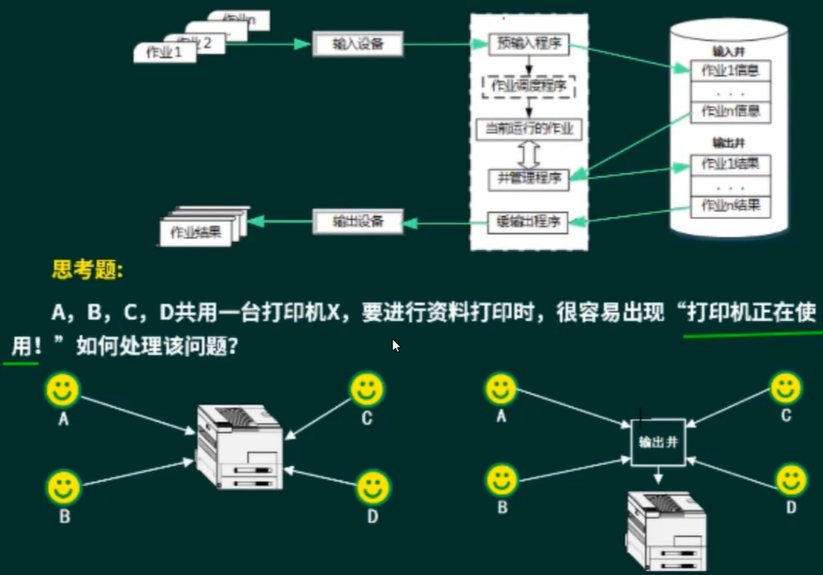 作业n
作业2
作业1
输入设备
预输入程序
作业调度程序
当前运行的作业
井管理程序
缓输出程序
输入井
作业1信息
. . .
作业n信息
输出井
作业1结果
. . .
作业n结果
输出设备
作业结果
思考题:
A，B，C，D共用一台打印机X，要进行资料打印时，很容易出现“打印机正在使
用！”如何处理该问题？
A
C
B
D
A
C
输出井
B
D